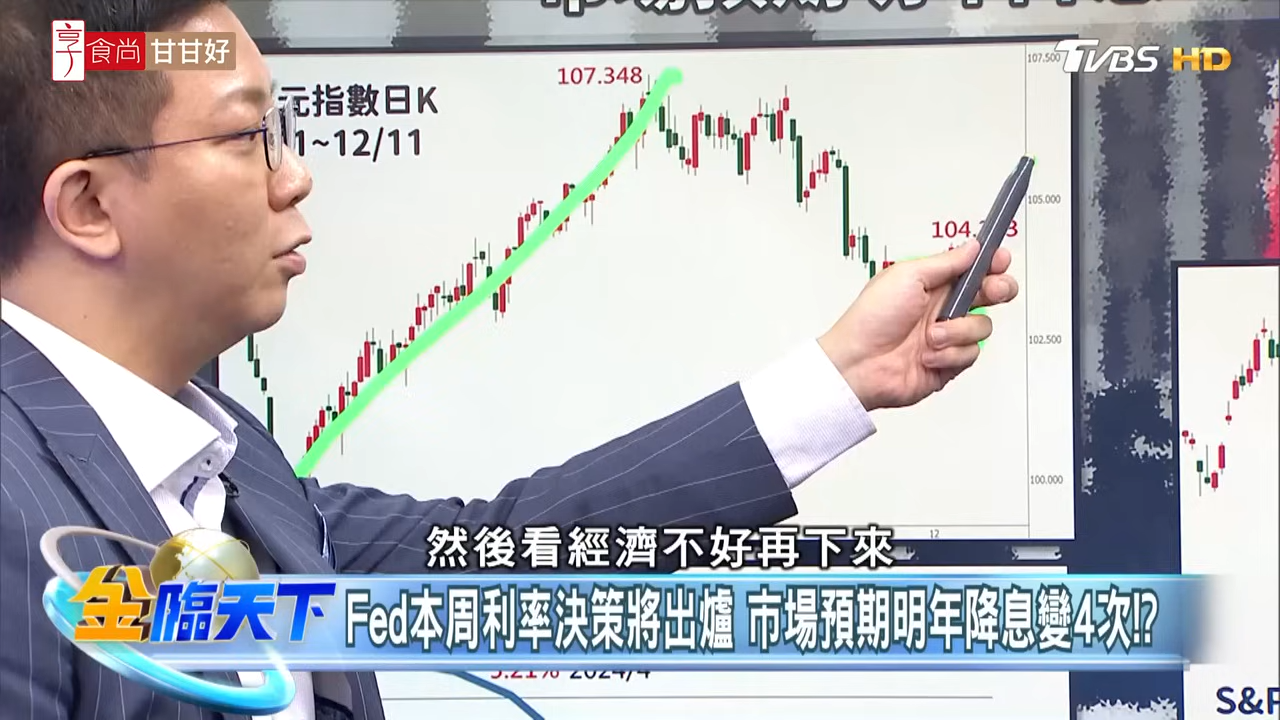 享
食尚 甘甘好
TVBS HD
107.348
107.500
元指數日K
1~12/11
105.000
102.500
100.000
12
然後看經濟不好再下來
金臨天下
Fed本周利率決策將出爐 市場預期明年降息變4次!?
5.21% 2024/4